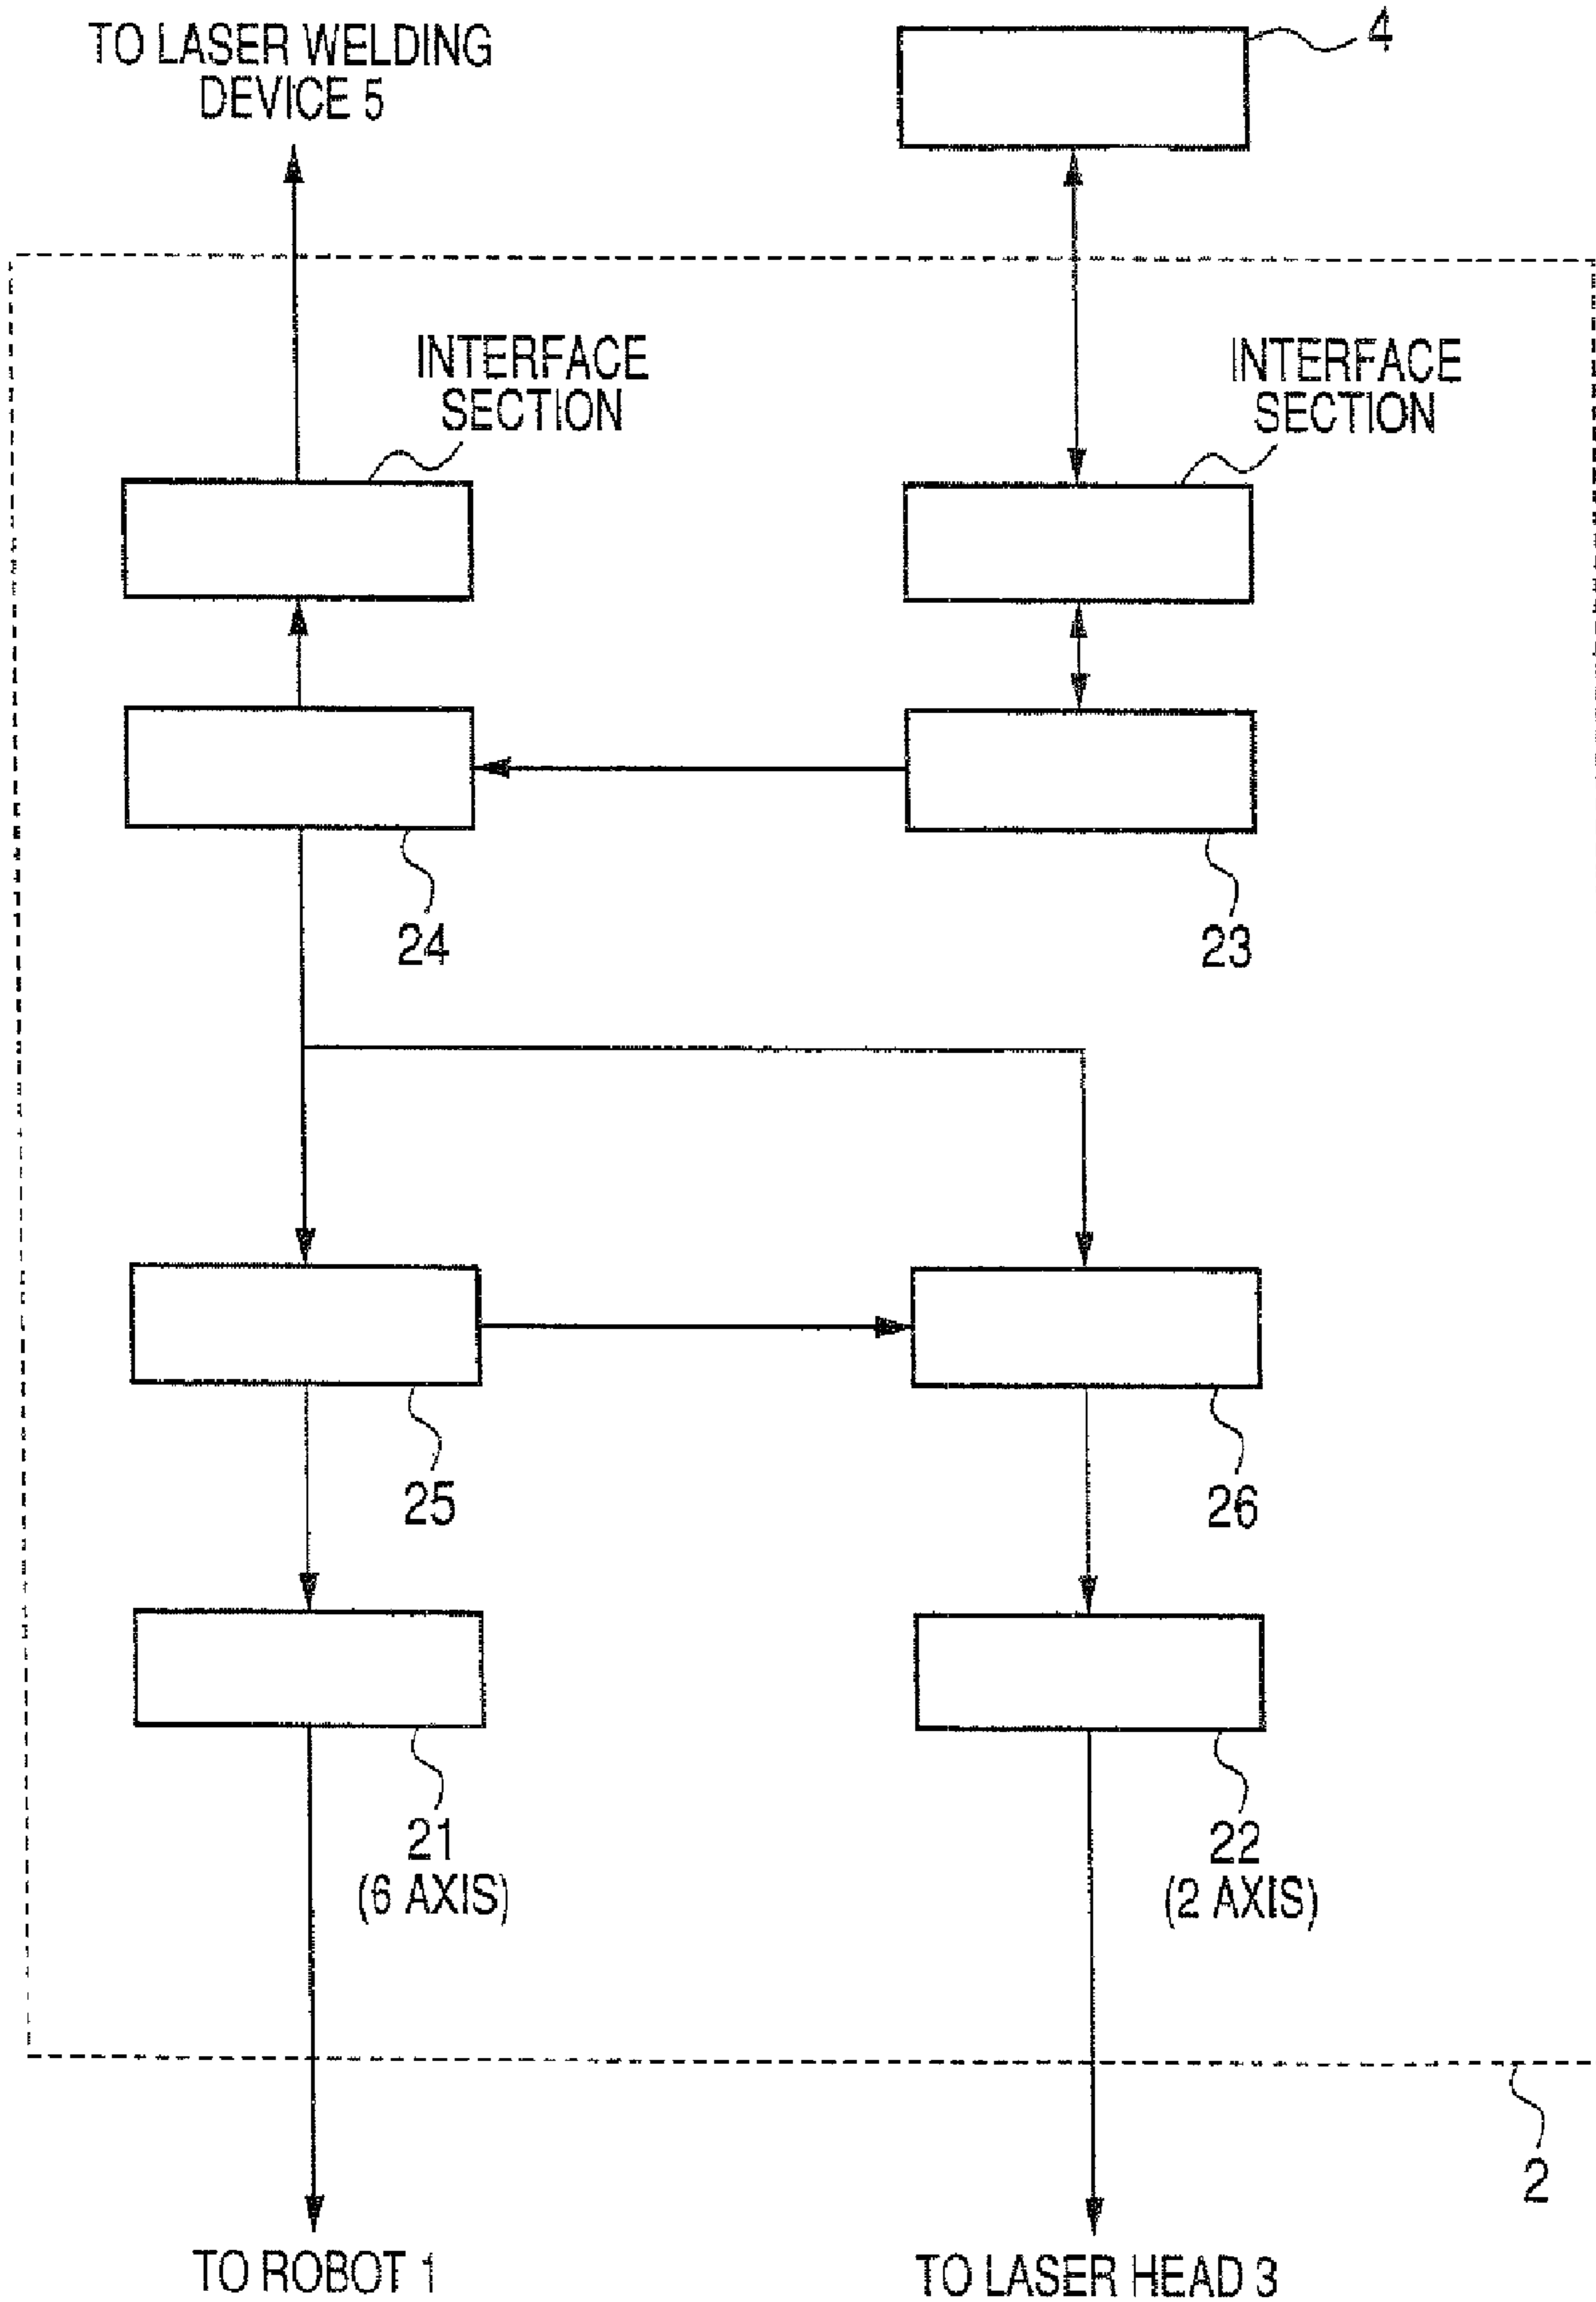 TO LASER WELDING
DEVICE 5
4
INTERFACE
SECTION
INTERFACE
SECTION
24
23
25
26
21
(6 AXIS)
22
(2 AXIS)
2
TO ROBOT 1
TO LASER HEAD 3